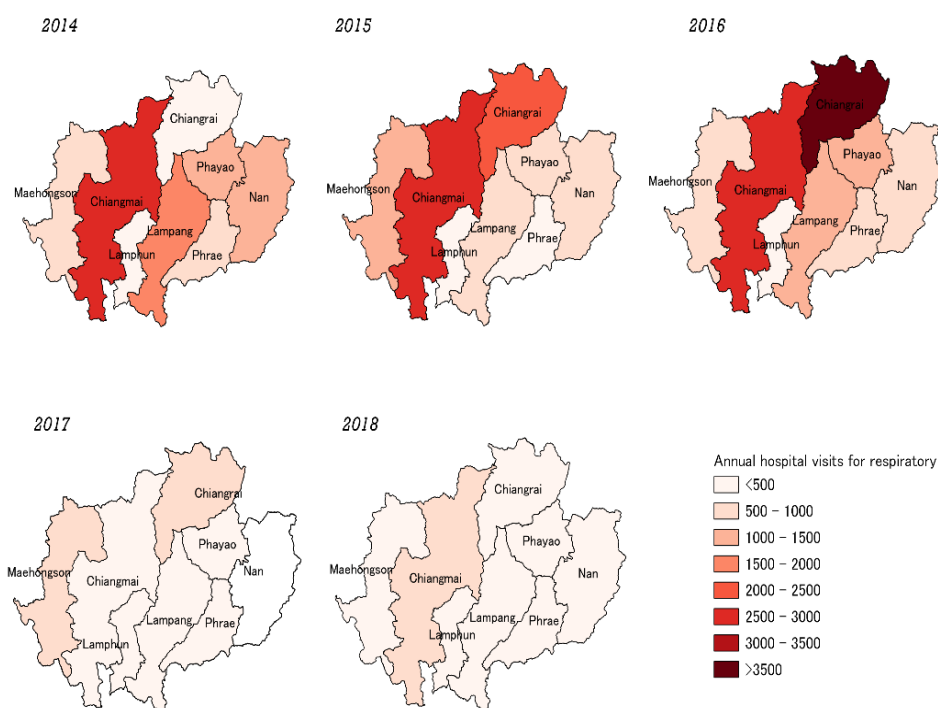 2014
Chiangrai
Phayao
Maehongson
Nan
Chiangmai
Lampang
Lamphun
Phrae
2015
Chiangrai
Phayao
Maehongson
Chiangmai
Nan
Lampang
Phrae
Lamphun
2016
Chiangrai
Phayao
Maehongson
Nan
Chiangmai
Lampang
Phrae
Lamphun
2017
Chiangrai
Phayao
Maehongson
Nan
Chiangmai
Lampang
Phrae
Lamphun
2018
Chiangrai
Phayao
Maehongson
Nan
Chiangmai
Lampang
Phrae
Lamphun
Annual hospital visits for respiratory
<500
500 - 1000
1000 - 1500
1500 - 2000
2000 - 2500
2500 - 3000
3000 - 3500
>3500